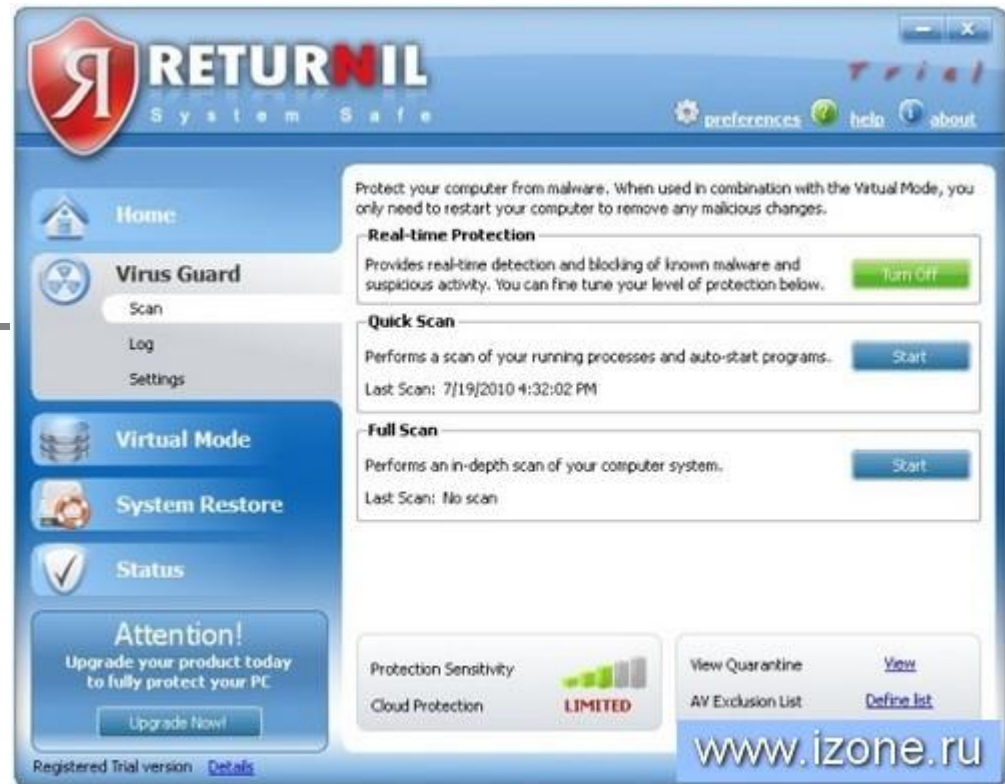 Я RETURNIL
System Safe
Trial
preferences help about
Home
Virus Guard
Scan
Log
Settings
Virtual Mode
System Restore
Status
Attention!
Upgrade your product today
to fully protect your PC
Upgrade Now!
Registered Trial version Details
Protect your computer from malware. When used in combination with the Virtual Mode, you
only need to restart your computer to remove any malicious changes.
Real-time Protection
Provides real-time detection and blocking of known malware and
suspicious activity. You can fine tune your level of protection below.
Turn Off
Quick Scan
Performs a scan of your running processes and auto-start programs.
Start
Last Scan: 7/19/2010 4:32:02 PM
Full Scan
Performs an in-depth scan of your computer system.
Start
Last Scan: No scan
Protection Sensitivity
Cloud Protection LIMITED
View Quarantine View
AV Exclusion List Define list
www.izone.ru